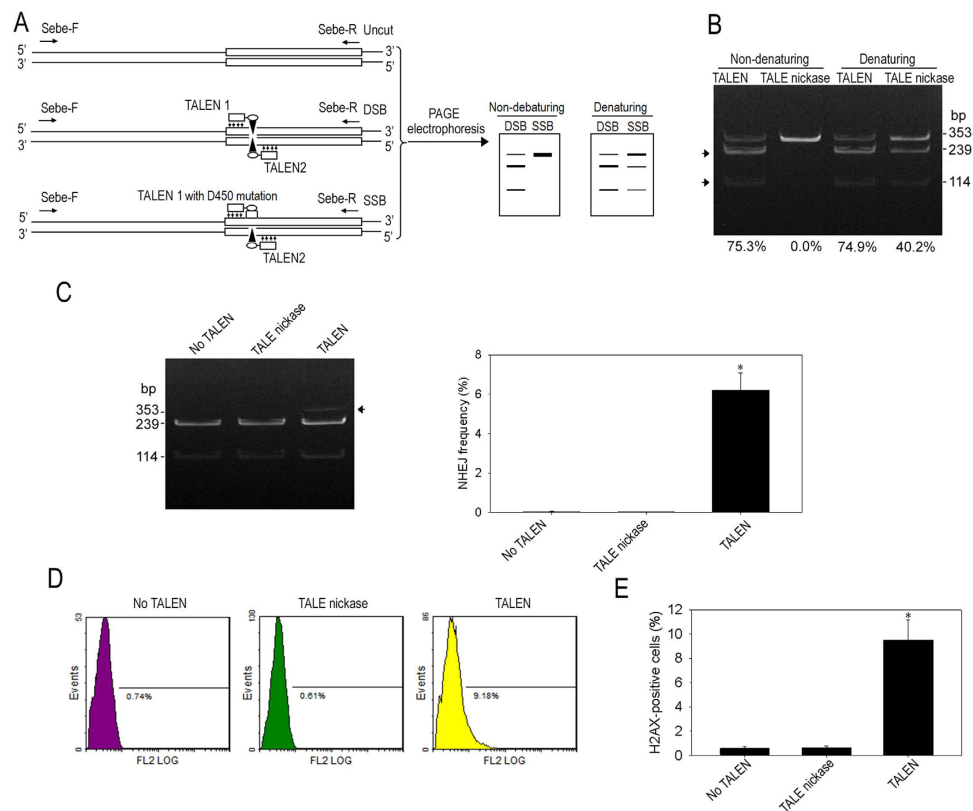 A
Sebe-F
Sebe-R Uncut
5'
3'
3'
5'
Sebe-F
TALEN 1
Sebe-R DSB
5'
3'
3'
5'
TALEN2
TALEN 1 with D450 mutation
Sebe-F
Sebe-R SSB
5'
3'
3'
5'
TALEN2
PAGE
electrophoresis
Non-debaturing
DSB SSB
Denaturing
DSB SSB
B
Non-denaturing
Denaturing
TALEN TALE nickase TALEN TALE nickase
bp
353
239
114
75.3% 0.0% 74.9% 40.2%
C
No TALEN
TALE nickase
TALEN
bp
353
239
114
NHEJ frequency (%)
8
6
4
2
0
*
No TALEN
TALE nickase
TALEN
D
No TALEN
53
Events
0
0.74%
FL2 LOG
TALE nickase
130
Events
0
0.61%
FL2 LOG
TALEN
86
Events
0
9.18%
FL2 LOG
E
H2AX-positive cells (%)
12
10
8
6
4
2
0
*
No TALEN
TALE nickase
TALEN